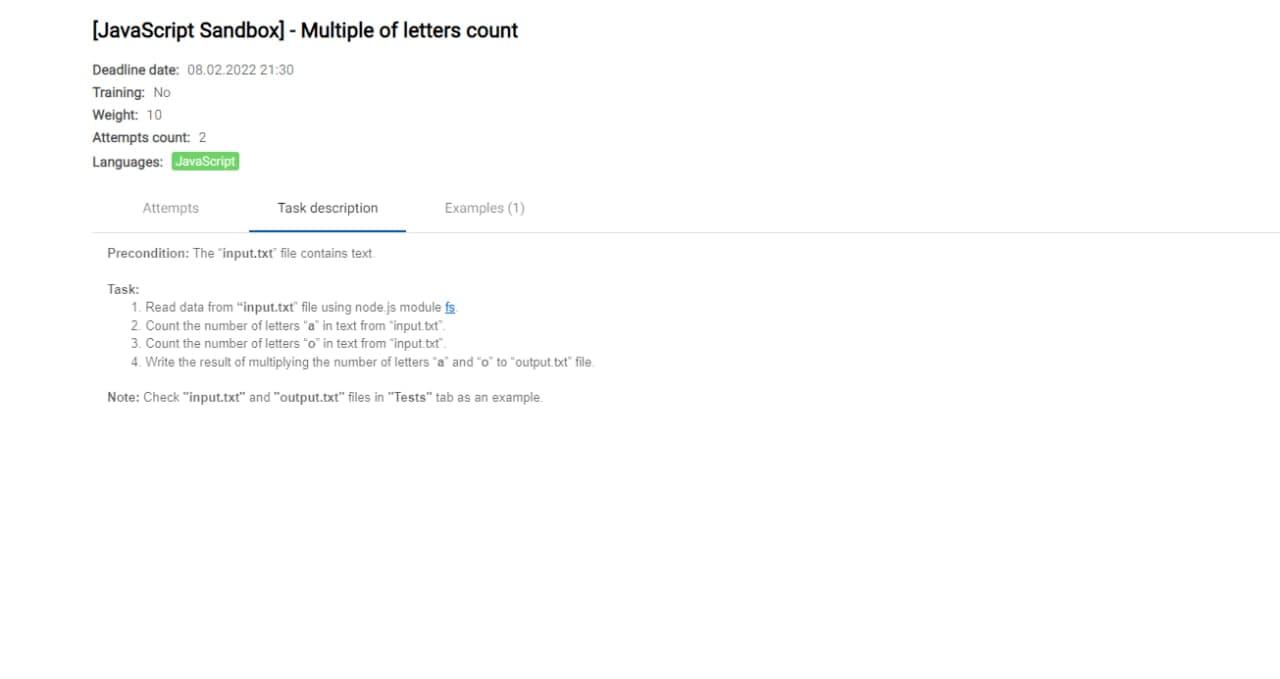 [JavaScript Sandbox] - Multiple of letters count
Deadline date: 08.02.2022 21:30
Training: No
Weight: 10
Attempts count: 2
Languages: JavaScript
Attempts Task description Examples (1)
Precondition: The "input.txt" file contains text.
Task:
1. Read data from "input.txt" file using node.js module fs.
2. Count the number of letters "a" in text from "input.txt".
3. Count the number of letters "o" in text from "input.txt".
4. Write the result of multiplying the number of letters "a" and "o" to "output.txt" file.
Note: Check "input.txt" and "output.txt" files in "Tests" tab as an example.